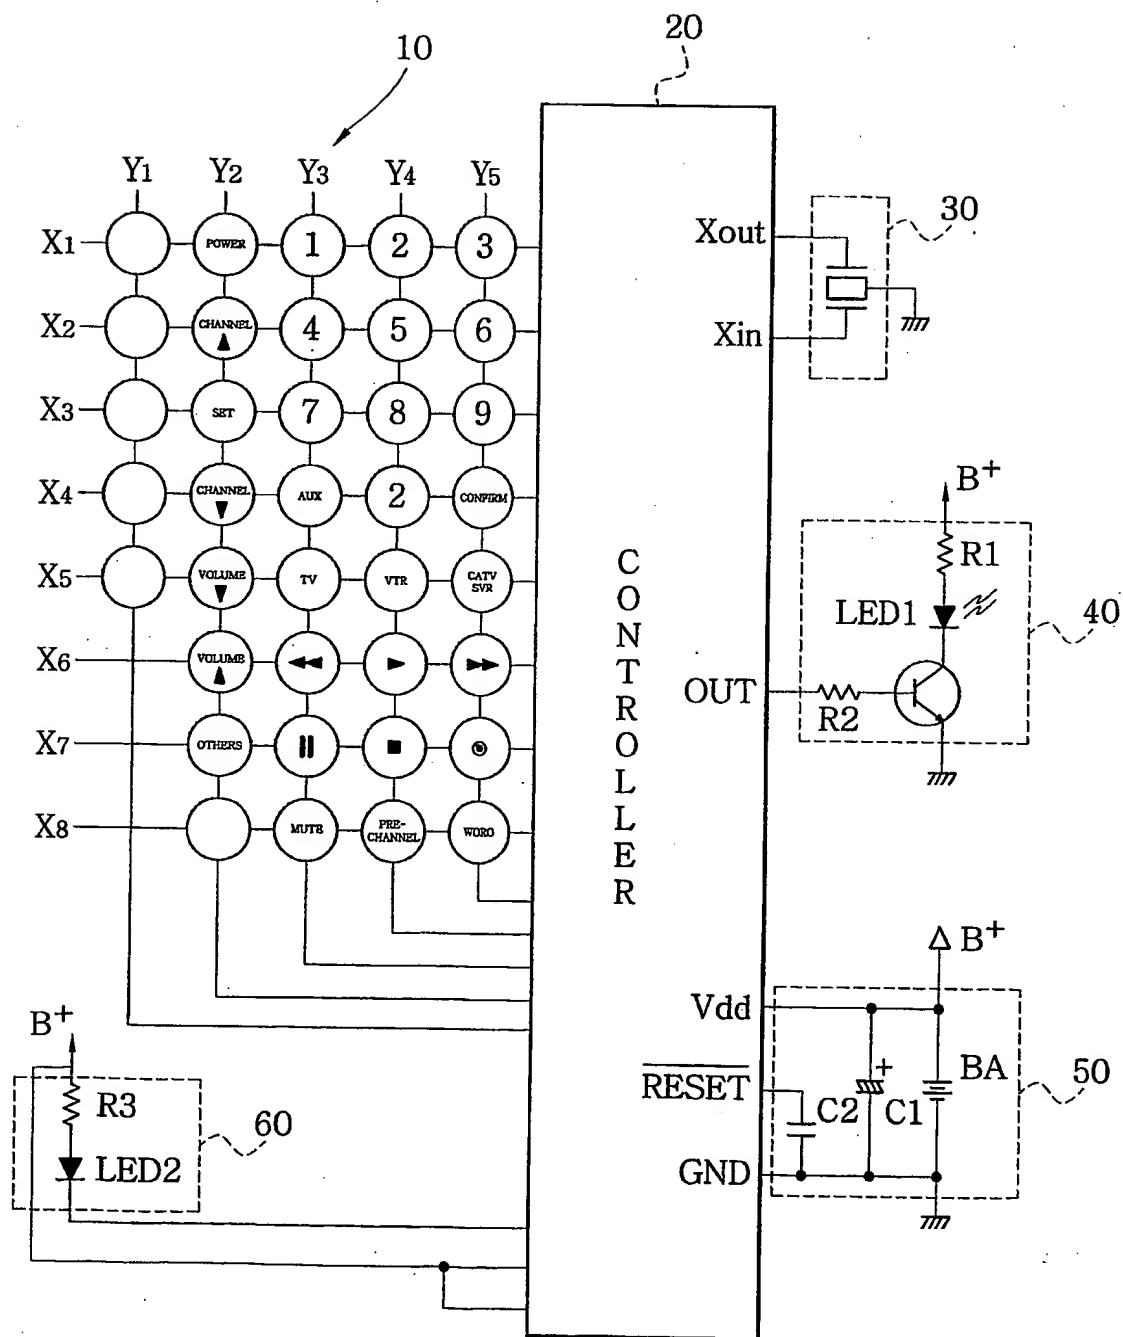 20
10
Y1 Y2 Y3 Y4 Y5
X1 POWER 1 2 3
X2 CHANNEL 4 5 6
X3 SET 7 8 9
X4 CHANNEL AUX 2 CONFIRM
X5 VOLUME TV VTR CATV
SVR
X6 VOLUME
X7 OTHERS
X8 MUTE PRE-
CHANNEL WORO
CONTROLLER
Xout
Xin
30
B+
R1
LED1
40
OUT
R2
B+
Vdd
RESET
GND
C2
+
C1
BA
50
B+
R3
LED2
60